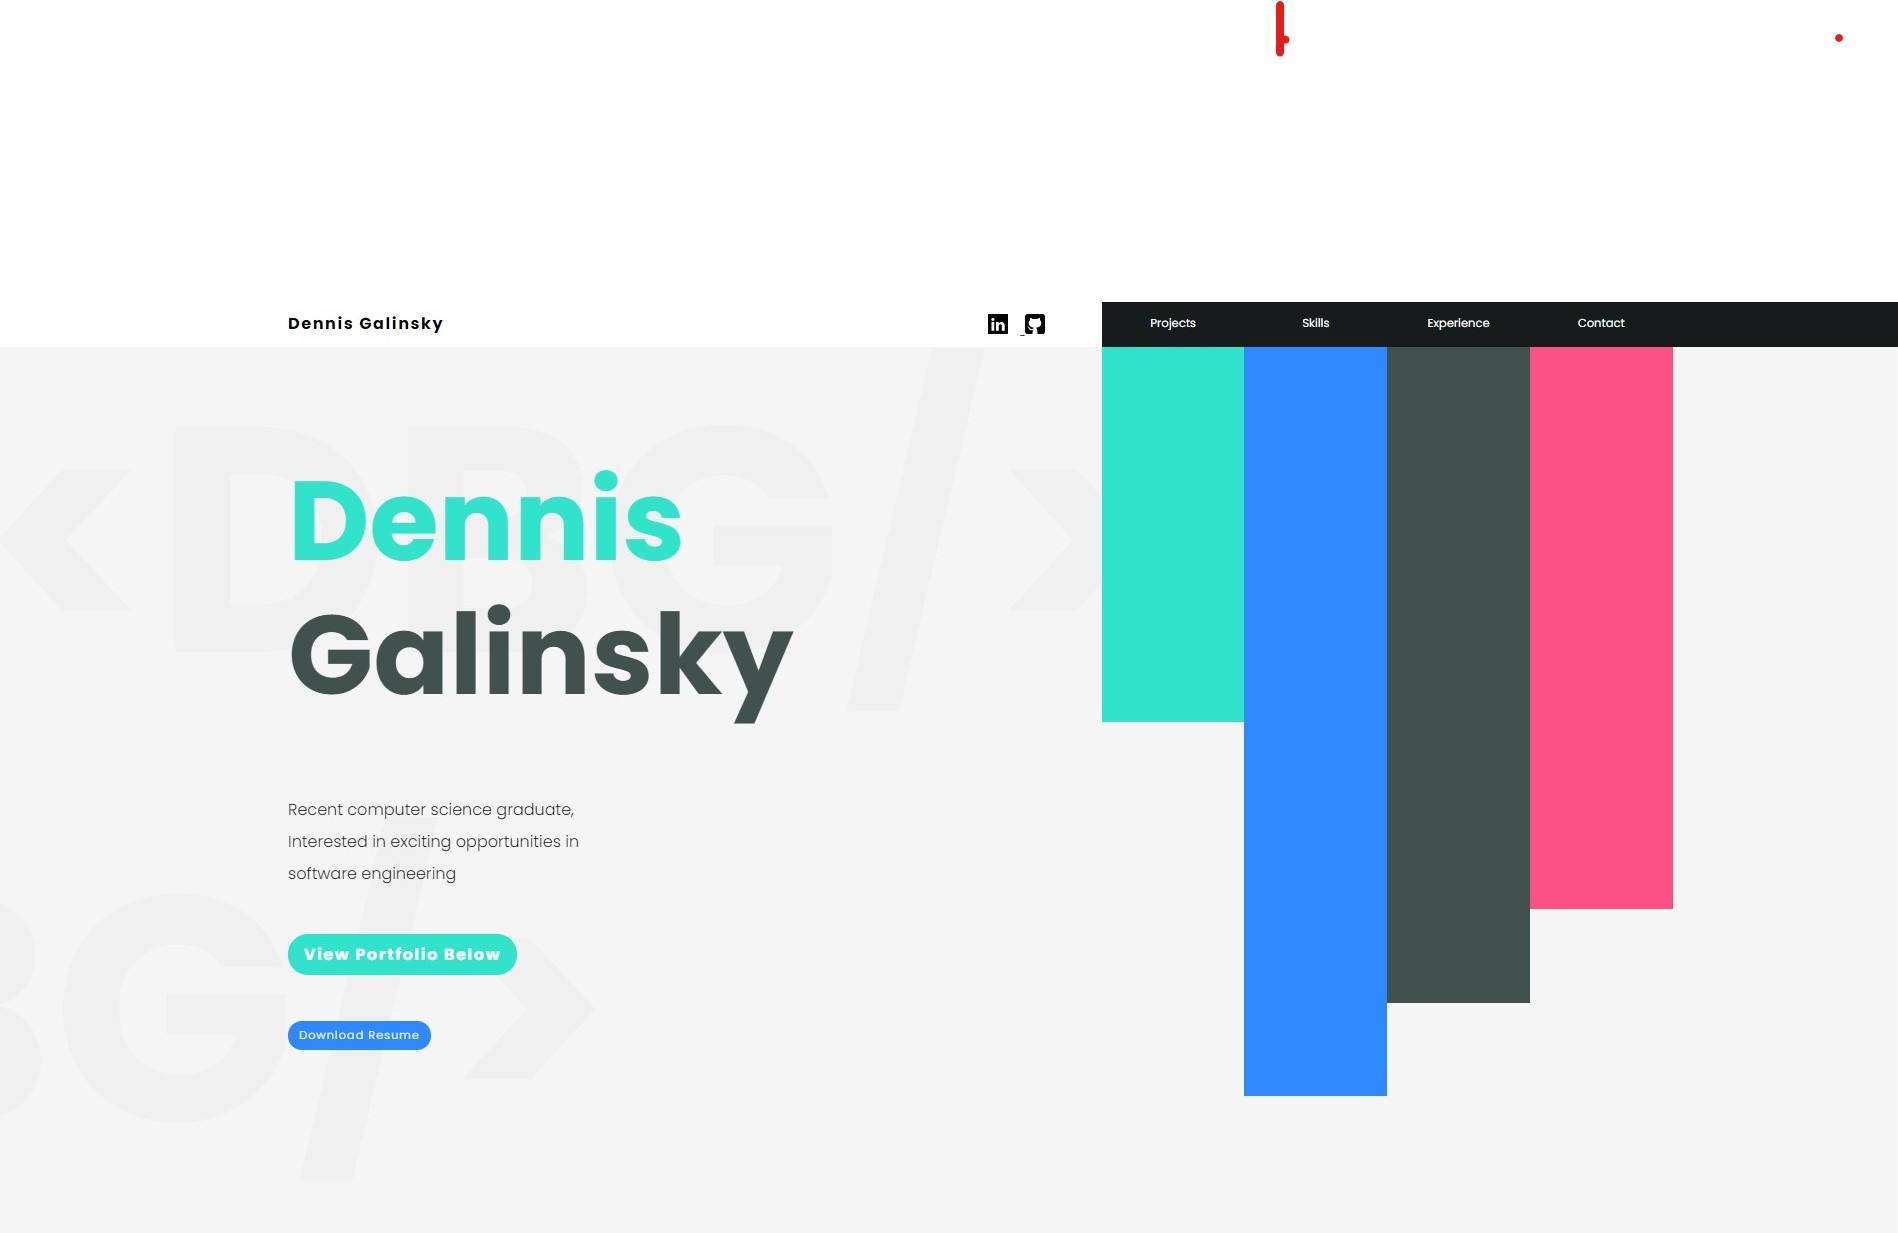 Dennis Galinsky
Projects Skills Experience Contact
<DBG/>
Dennis
Galinsky
Recent computer science graduate,
Interested in exciting opportunities in
software engineering
View Portfolio Below
BG/>
Download Resume